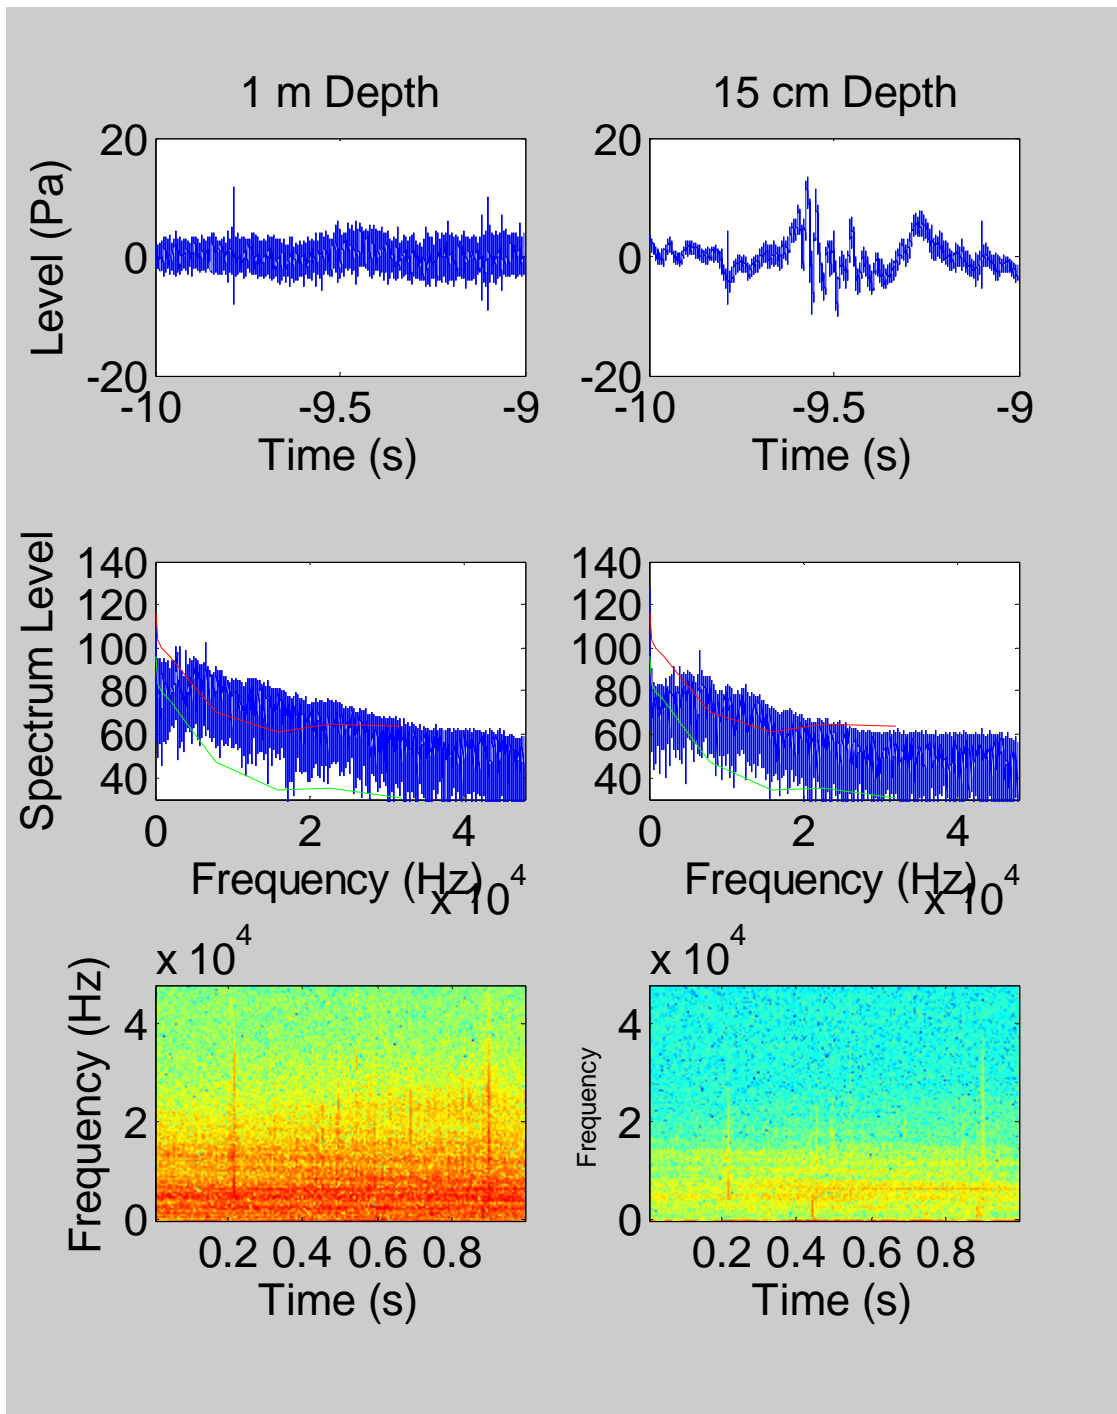 1 m Depth
15 cm Depth
Level (Pa)
20
0
-20
-10
-9.5
-9
Time (s)
20
0
-20
-10
-9.5
-9
Time (s)
Spectrum Level
140
120
100
80
60
40
0
2
4
Frequency (Hz)
x 10^4
140
120
100
80
60
40
0
2
4
Frequency (Hz)
x 10^4
x 10^4
Frequency (Hz)
4
2
0
0.2 0.4 0.6 0.8
Time (s)
x 10^4
Frequency
4
2
0
0.2 0.4 0.6 0.8
Time (s)